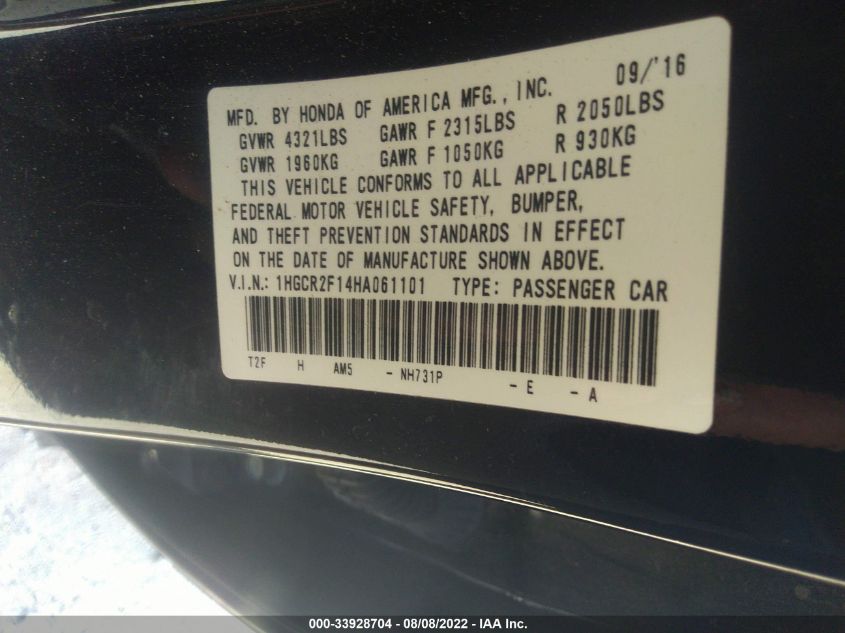 09/'16
MFD. BY HONDA OF AMERICA MFG., INC.
GVWR 4321LBS GAWR F 2315LBS R 2050LBS
GVWR 1960KG GAWR F 1050KG R 930KG
THIS VEHICLE CONFORMS TO ALL APPLICABLE
FEDERAL MOTOR VEHICLE SAFETY, BUMPER,
AND THEFT PREVENTION STANDARDS IN EFFECT
ON THE DATE OF MANUFACTURE SHOWN ABOVE.
V.I.N.: 1HGCR2F14HA061101 TYPE: PASSENGER CAR
T2F H AM5 - NH731P - E - A
000-33928704 - 08/08/2022 - IAA Inc.